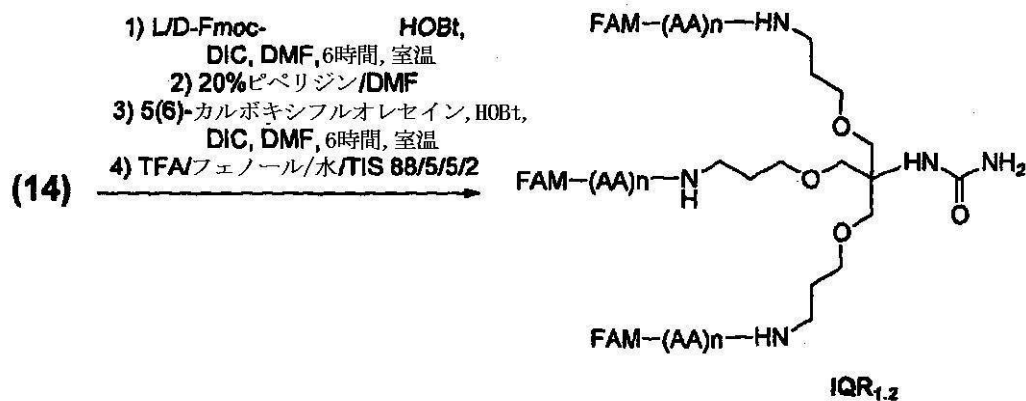 1) L/D-Fmoc- HOBt,
DIC, DMF, 6時間, 室温
2) 20%ピペリジン/DMF
3) 5(6)-カルボキシフルオレセイン, HOBt,
DIC, DMF, 6時間, 室温
4) TFA/フェノール/水/TIS 88/5/5/2
(14)
FAM—(AA)n—HN
O
FAM—(AA)n—N
H
O
HN
NH2
O
O
FAM—(AA)n—HN
IQR1.2